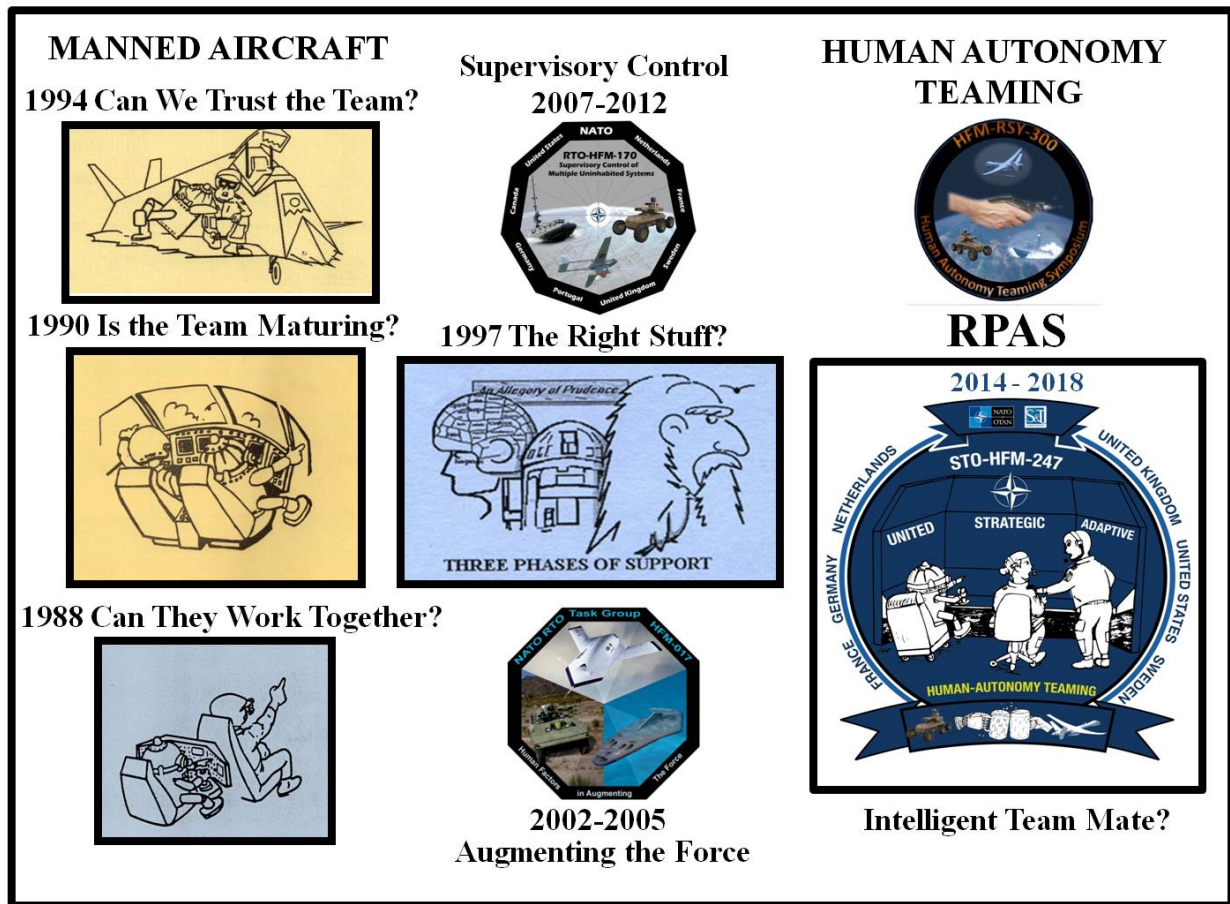 MANNED AIRCRAFT
1994 Can We Trust the Team?
1990 Is the Team Maturing?
1988 Can They Work Together?
Supervisory Control
2007-2012
NATO
United States
Netherlands
Canada
France
Germany
Sweden
Portugal
United Kingdom
RTO-HFM-170
Supervisory Control of
Multiple Uninhabited Systems
1997 The Right Stuff?
An Allegory of Prudence
THREE PHASES OF SUPPORT
NATO RTO
Task Group
HFM-017
Human Factors
in Augmenting
The Force
2002-2005
Augmenting the Force
HUMAN AUTONOMY
TEAMING
HFM-RSY-300
Human Autonomy Teaming Symposium
RPAS
2014 - 2018
NATO
OTAN
S&T
STO-HFM-247
FRANCE GERMANY NETHERLANDS
UNITED KINGDOM UNITED STATES SWEDEN
UNITED
STRATEGIC
ADAPTIVE
HUMAN-AUTONOMY TEAMING
Intelligent Team Mate?